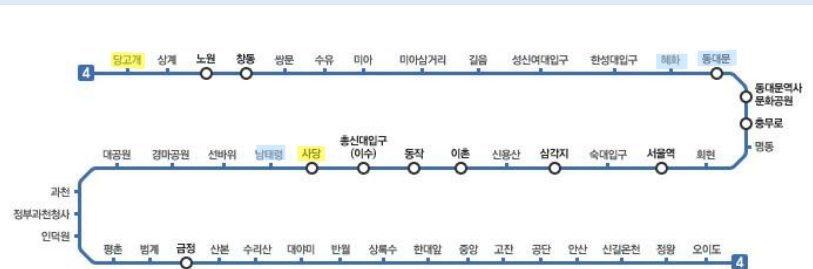 4 당고개 상계 노원 창동 쌍문 수유 미아 미아삼거리 길음 성신여대입구 한성대입구 혜화 동대문
동대문역사
문화공원
충무로
명동
총신대입구
대공원 경마공원 선바위 남태령 사당 (이수) 동작 이촌 신용산 삼각지 숙대입구 서울역 회현
과천
정부과천청사
인덕원
평촌 범계 금정 산본 수리산 대야미 반월 상록수 한대앞 중앙 고잔 공단 안산 신길온천 정왕 오이도
4